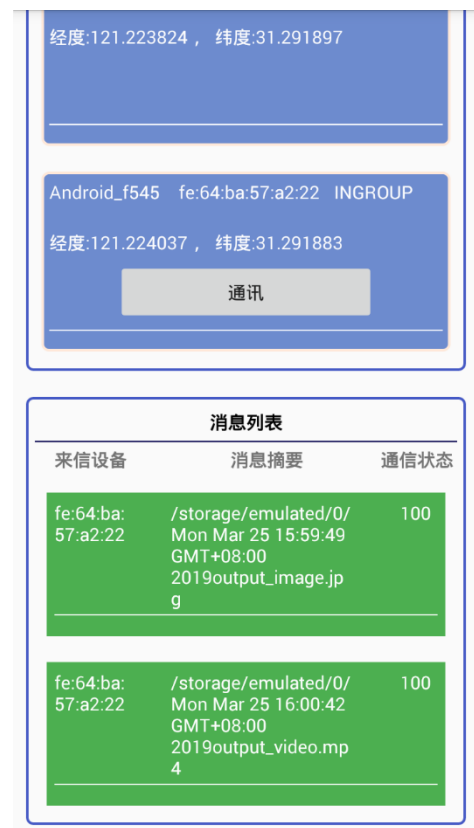 经度:121.223824 ， 纬度:31.291897
Android_f545 fe:64:ba:57:a2:22 INGROUP
经度:121.224037 ， 纬度:31.291883
通讯
消息列表
来信设备 消息摘要 通信状态
fe:64:ba: /storage/emulated/0/ 100
57:a2:22 Mon Mar 25 15:59:49
GMT+08:00
2019output_image.jp
g
fe:64:ba: /storage/emulated/0/ 100
57:a2:22 Mon Mar 25 16:00:42
GMT+08:00
2019output_video.mp
4